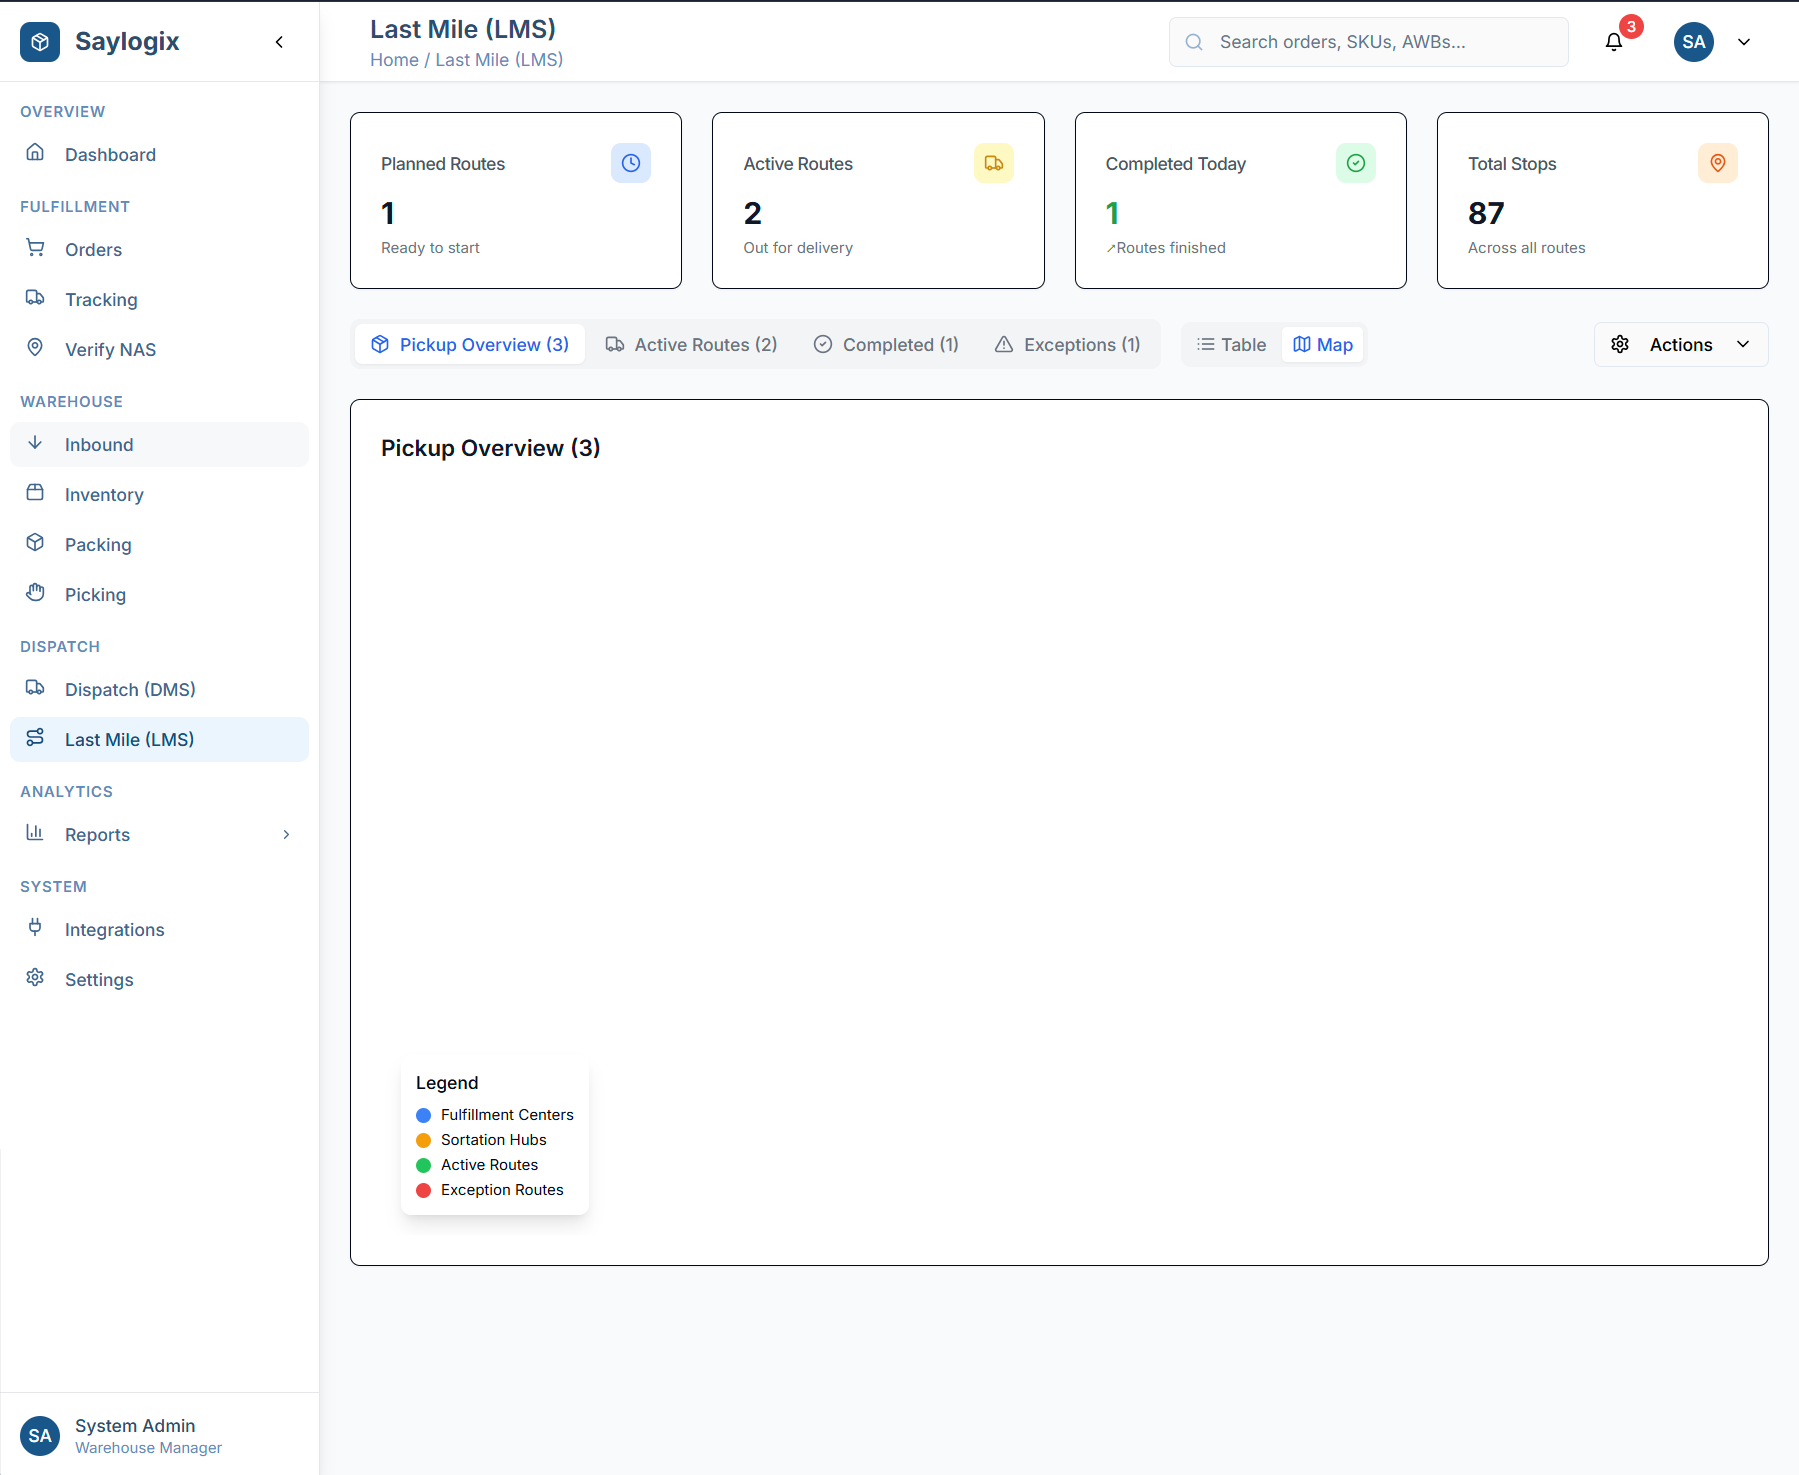 Saylogix
OVERVIEW
Dashboard
FULFILLMENT
Orders
Tracking
Verify NAS
WAREHOUSE
Inbound
Inventory
Packing
Picking
DISPATCH
Dispatch (DMS)
Last Mile (LMS)
ANALYTICS
Reports
SYSTEM
Integrations
Settings
SA
System Admin
Warehouse Manager
Last Mile (LMS)
Home / Last Mile (LMS)
Search orders, SKUs, AWBs...
3
SA
Planned Routes
1
Ready to start
Active Routes
2
Out for delivery
Completed Today
1
↗Routes finished
Total Stops
87
Across all routes
Pickup Overview (3)
Active Routes (2)
Completed (1)
Exceptions (1)
Table
Map
Actions
Pickup Overview (3)
Legend
Fulfillment Centers
Sortation Hubs
Active Routes
Exception Routes